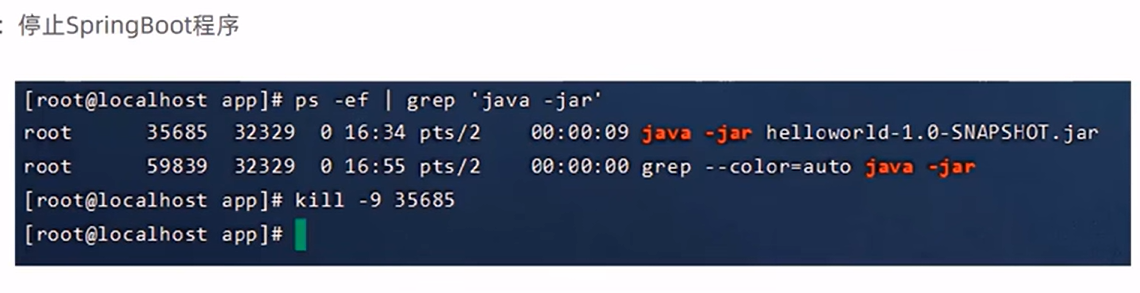 ：停止SpringBoot程序
[root@localhost app]# ps -ef | grep 'java -jar'
root 35685 32329 0 16:34 pts/2 00:00:09 java -jar helloworld-1.0-SNAPSHOT.jar
root 59839 32329 0 16:55 pts/2 00:00:00 grep --color=auto java -jar
[root@localhost app]# kill -9 35685
[root@localhost app]#